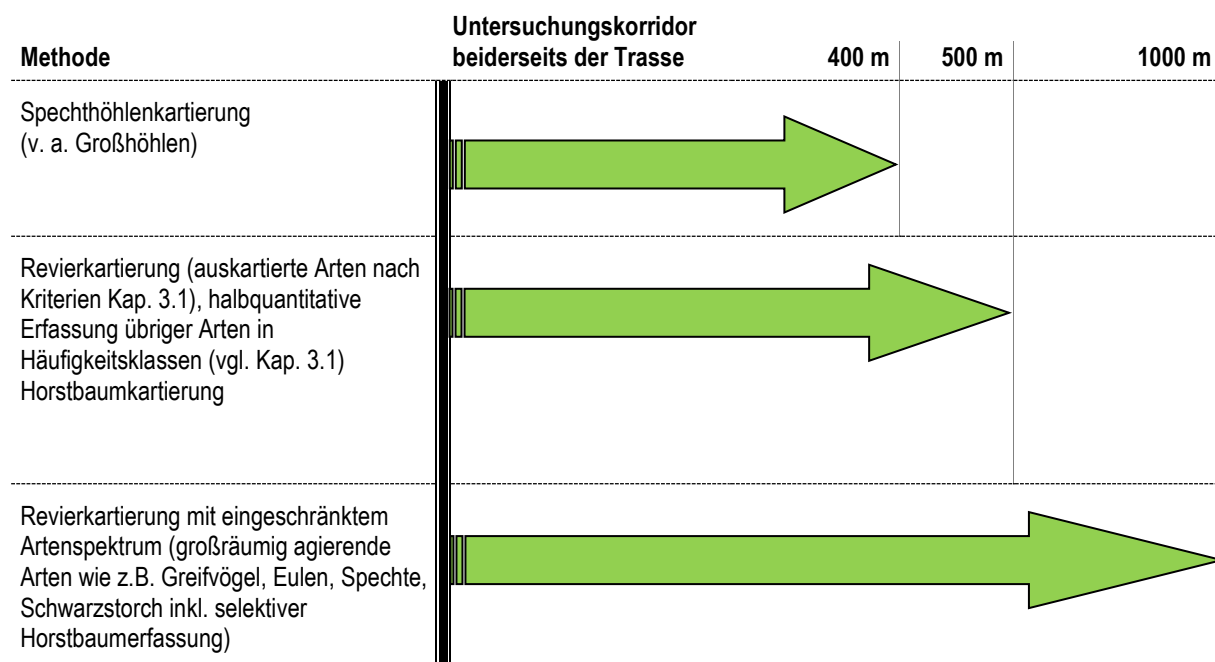 Methode
Untersuchungskorridor
beiderseits der Trasse
400 m
500 m
1000 m
Spechthöhlenkartierung
(v. a. Großhöhlen)
Revierkartierung (auskartierte Arten nach
Kriterien Kap. 3.1), halbquantitative
Erfassung übriger Arten in
Häufigkeitsklassen (vgl. Kap. 3.1)
Horstbaumkartierung
Revierkartierung mit eingeschränktem
Artenspektrum (großräumig agierende
Arten wie z.B. Greifvögel, Eulen, Spechte,
Schwarzstorch inkl. selektiver
Horstbaumerfassung)